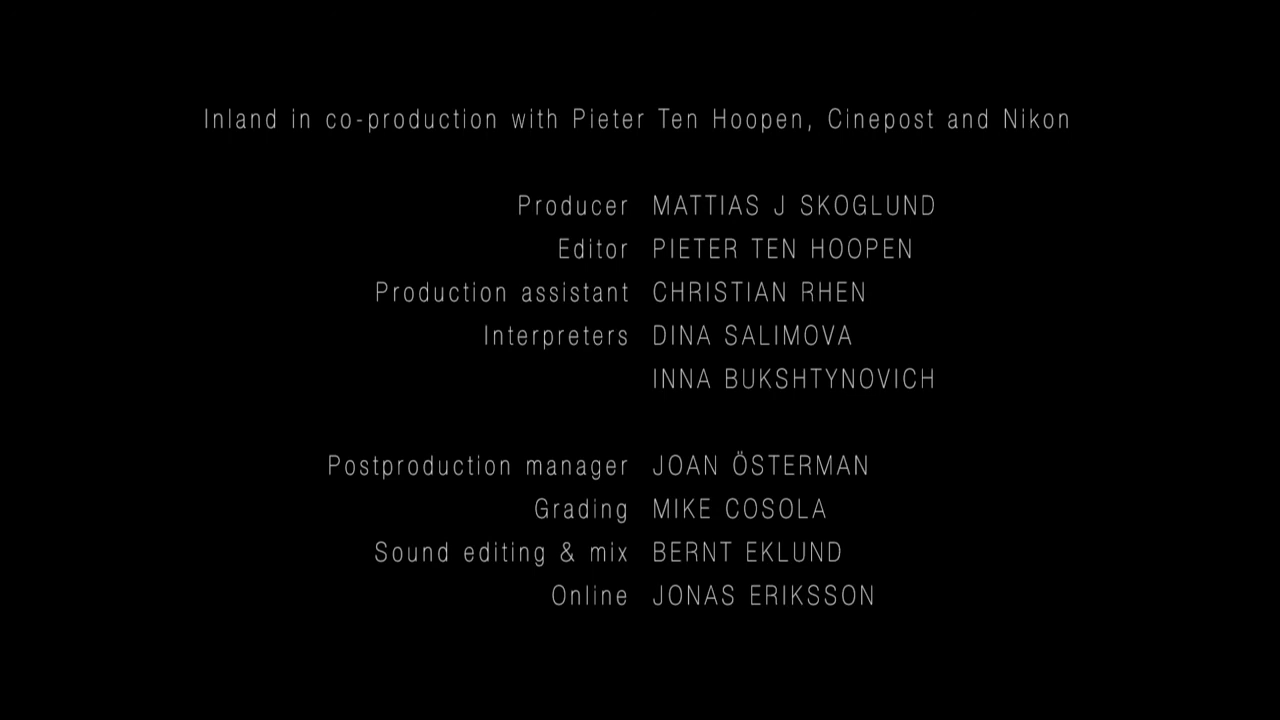 Inland in co-production with Pieter Ten Hoopen, Cinepost and Nikon
Producer MATTIAS J SKOGLUND
Editor PIETER TEN HOOPEN
Production assistant CHRISTIAN RHEN
Interpreters DINA SALIMOVA
INNA BUKSHTYNOVICH
Postproduction manager JOAN ÖSTERMAN
Grading MIKE COSOLA
Sound editing & mix BERNT EKLUND
Online JONAS ERIKSSON